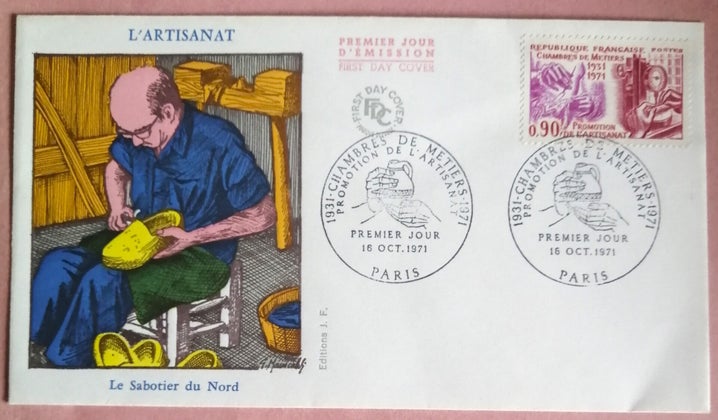 L'ARTISANAT
PREMIER JOUR
D'ÉMISSION
FIRST DAY COVER
FIRST DAY COVER
FDC
REPUBLIQUE FRANÇAISE POSTES
CHAMBRES DE METIERS
1931
1971
0,90
PROMOTION
DE L'ARTISANAT
1931·CHAMBRES DE METIERS·1971
PROMOTION DE L'ARTISANAT
PREMIER JOUR
16 OCT. 1971
PARIS
1931·CHAMBRES DE METIERS·1971
PROMOTION DE L'ARTISANAT
PREMIER JOUR
16 OCT. 1971
PARIS
Editions J. F.
Le Sabotier du Nord